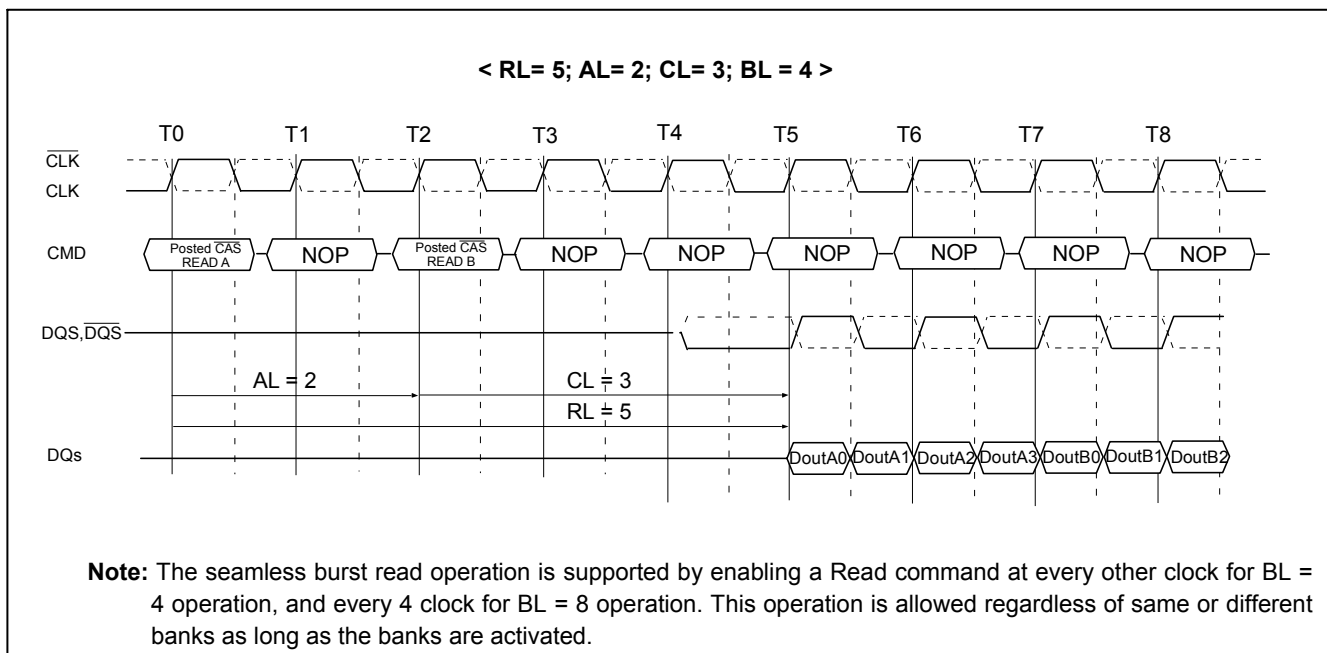 < RL= 5; AL= 2; CL= 3; BL = 4 >
T0 T1 T2 T3 T4 T5 T6 T7 T8
C̅L̅K̅
CLK
CMD
Posted C̅A̅S̅
READ A
NOP
Posted C̅A̅S̅
READ B
NOP
NOP
NOP
NOP
NOP
NOP
DQS,D̅Q̅S̅
AL = 2
CL = 3
RL = 5
DQs
DoutA0 DoutA1 DoutA2 DoutA3 DoutB0 DoutB1 DoutB2
Note: The seamless burst read operation is supported by enabling a Read command at every other clock for BL =
4 operation, and every 4 clock for BL = 8 operation. This operation is allowed regardless of same or different
banks as long as the banks are activated.